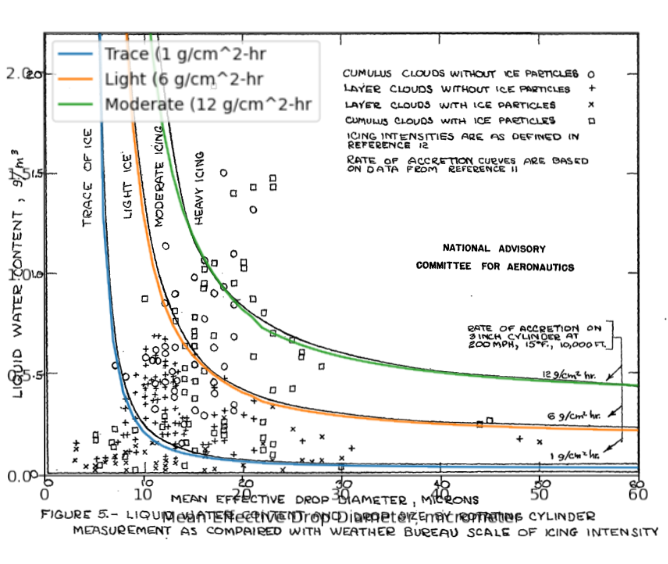 Trace (1 g/cm^2-hr
Light (6 g/cm^2-hr
Moderate (12 g/cm^2-hr
CUMULUS CLOUDS WITHOUT ICE PARTICLES o
LAYER CLOUDS WITHOUT ICE PARTICLES +
LAYER CLOUDS WITH ICE PARTICLES x
CUMULUS CLOUDS WITH ICE PARTICLES □
ICING INTENSITIES ARE AS DEFINED IN
REFERENCE 12
RATE OF ACCRETION CURVES ARE BASED
ON DATA FROM REFERENCE 11
TRACE OF ICE
LIGHT ICE
MODERATE ICING
HEAVY ICING
NATIONAL ADVISORY
COMMITTEE FOR AERONAUTICS
RATE OF ACCRETION ON
3 INCH CYLINDER AT
200 MPH, 15°F., 10,000 FT.
12 g/cm² hr.
6 g/cm² hr.
1 g/cm² hr.
LIQUID WATER CONTENT, g/m³
2.0
1.5
1.0
0.5
0.0
0 10 20 30 40 50 60
MEAN EFFECTIVE DROP DIAMETER, MICRONS
Mean Effective Drop Diameter, micrometer
FIGURE 5.- LIQUID WATER CONTENT AND DROP SIZE BY ROTATING CYLINDER
MEASUREMENT AS COMPAIRED WITH WEATHER BUREAU SCALE OF ICING INTENSITY